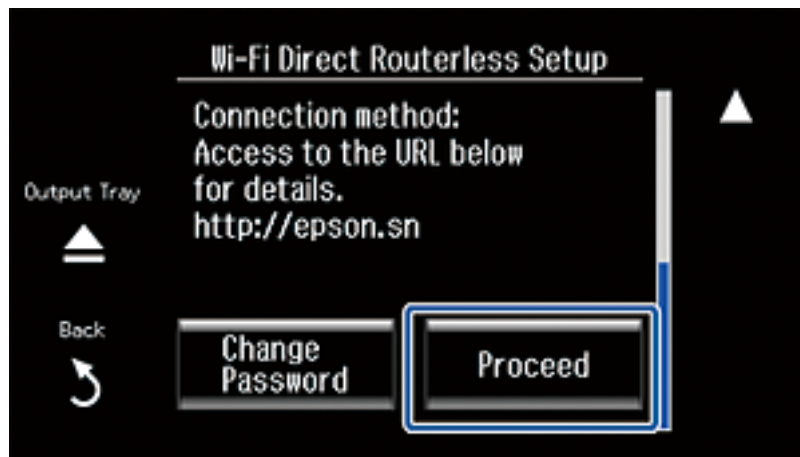 Wi-Fi Direct Routerless Setup
Connection method:
Access to the URL below
for details.
http://epson.sn
Output Tray
Back
Change
Password
Proceed